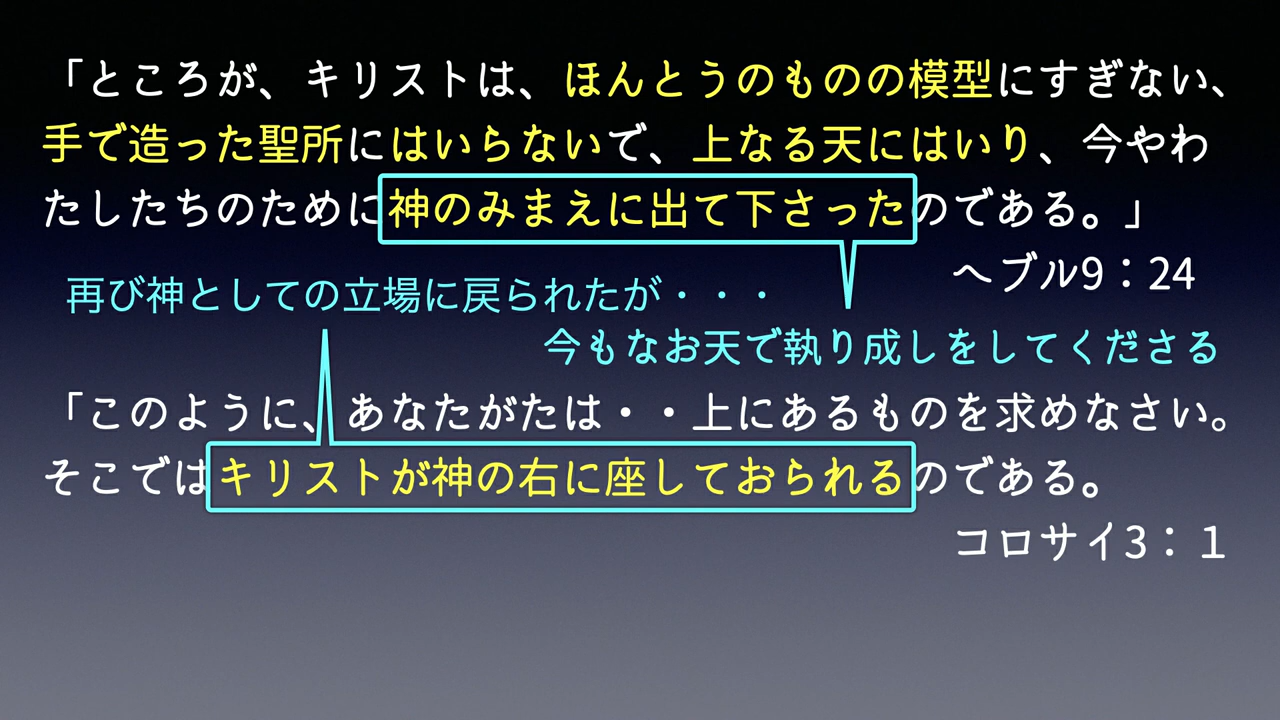 「ところが、キリストは、ほんとうのものの模型にすぎない、
手で造った聖所にはいらないで、上なる天にはいり、今やわ
たしたちのために神のみまえに出て下さったのである。」
ヘブル9：24
再び神としての立場に戻られたが・・・
今もなお天で執り成しをしてくださる
「このように、あなたがたは・・上にあるものを求めなさい。
そこではキリストが神の右に座しておられるのである。
コロサイ3：１